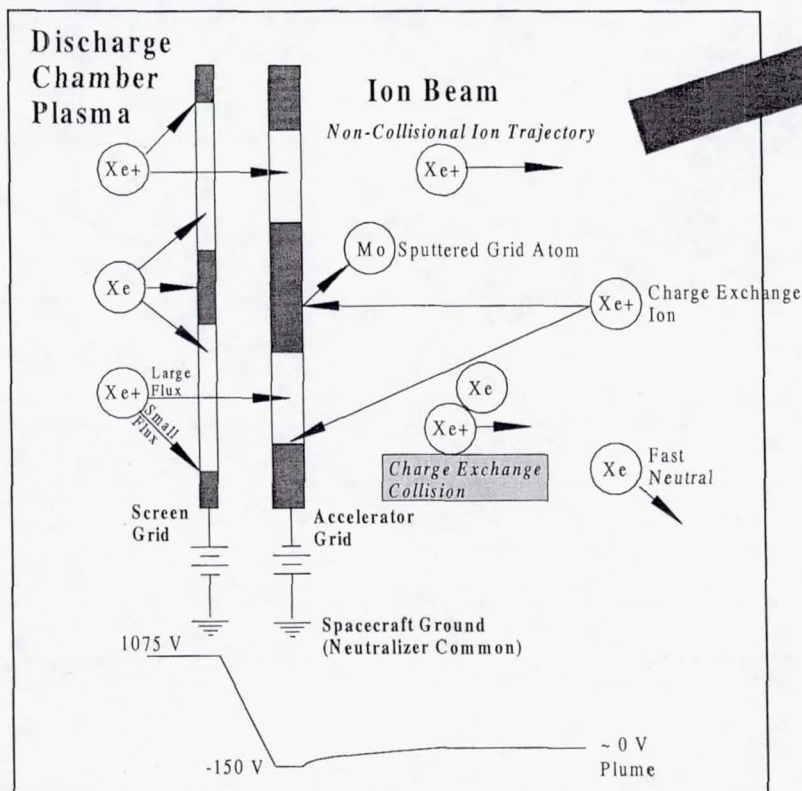 Discharge
Chamber
Plasma
Ion Beam
Non-Collisional Ion Trajectory
Xe+
Xe+
Mo Sputtered Grid Atom
Xe
Xe+ Charge Exchange
Ion
Xe+
Large
Flux
Small
Flux
Xe
Xe+
Charge Exchange
Collision
Xe Fast
Neutral
Screen
Grid
Accelerator
Grid
Spacecraft Ground
(Neutralizer Common)
1075 V
-150 V
~ 0 V
Plume